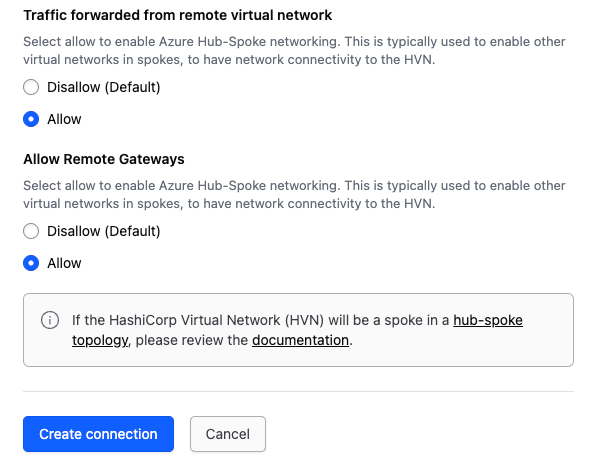 Traffic forwarded from remote virtual network
Select allow to enable Azure Hub-Spoke networking. This is typically used to enable other
virtual networks in spokes, to have network connectivity to the HVN.
Disallow (Default)
Allow
Allow Remote Gateways
Select allow to enable Azure Hub-Spoke networking. This is typically used to enable other
virtual networks in spokes, to have network connectivity to the HVN.
Disallow (Default)
Allow
If the HashiCorp Virtual Network (HVN) will be a spoke in a hub-spoke
topology, please review the documentation.
Create connection Cancel